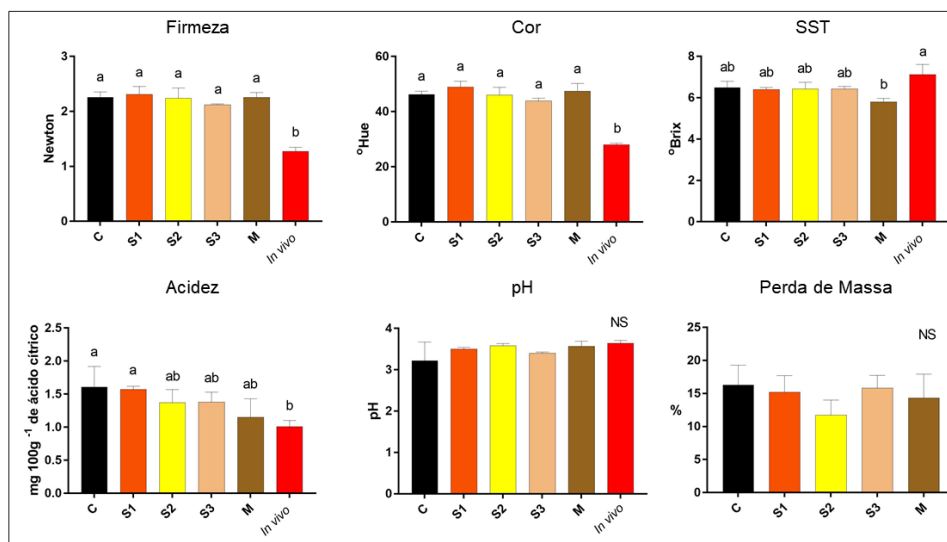 Firmeza
Newton
3
2
1
0
a
a
a
a
a
b
C
S1
S2
S3
M
In vivo
Cor
ºHue
60
40
20
0
a
a
a
a
a
b
C
S1
S2
S3
M
In vivo
SST
ºBrix
8
6
4
2
0
ab
ab
ab
ab
b
a
C
S1
S2
S3
M
In vivo
Acidez
mg 100g⁻¹ de ácido cítrico
2.5
2.0
1.5
1.0
0.5
0.0
a
a
ab
ab
ab
b
C
S1
S2
S3
M
In vivo
pH
pH
4
3
2
1
0
NS
C
S1
S2
S3
M
In vivo
Perda de Massa
%
25
20
15
10
5
0
NS
C
S1
S2
S3
M